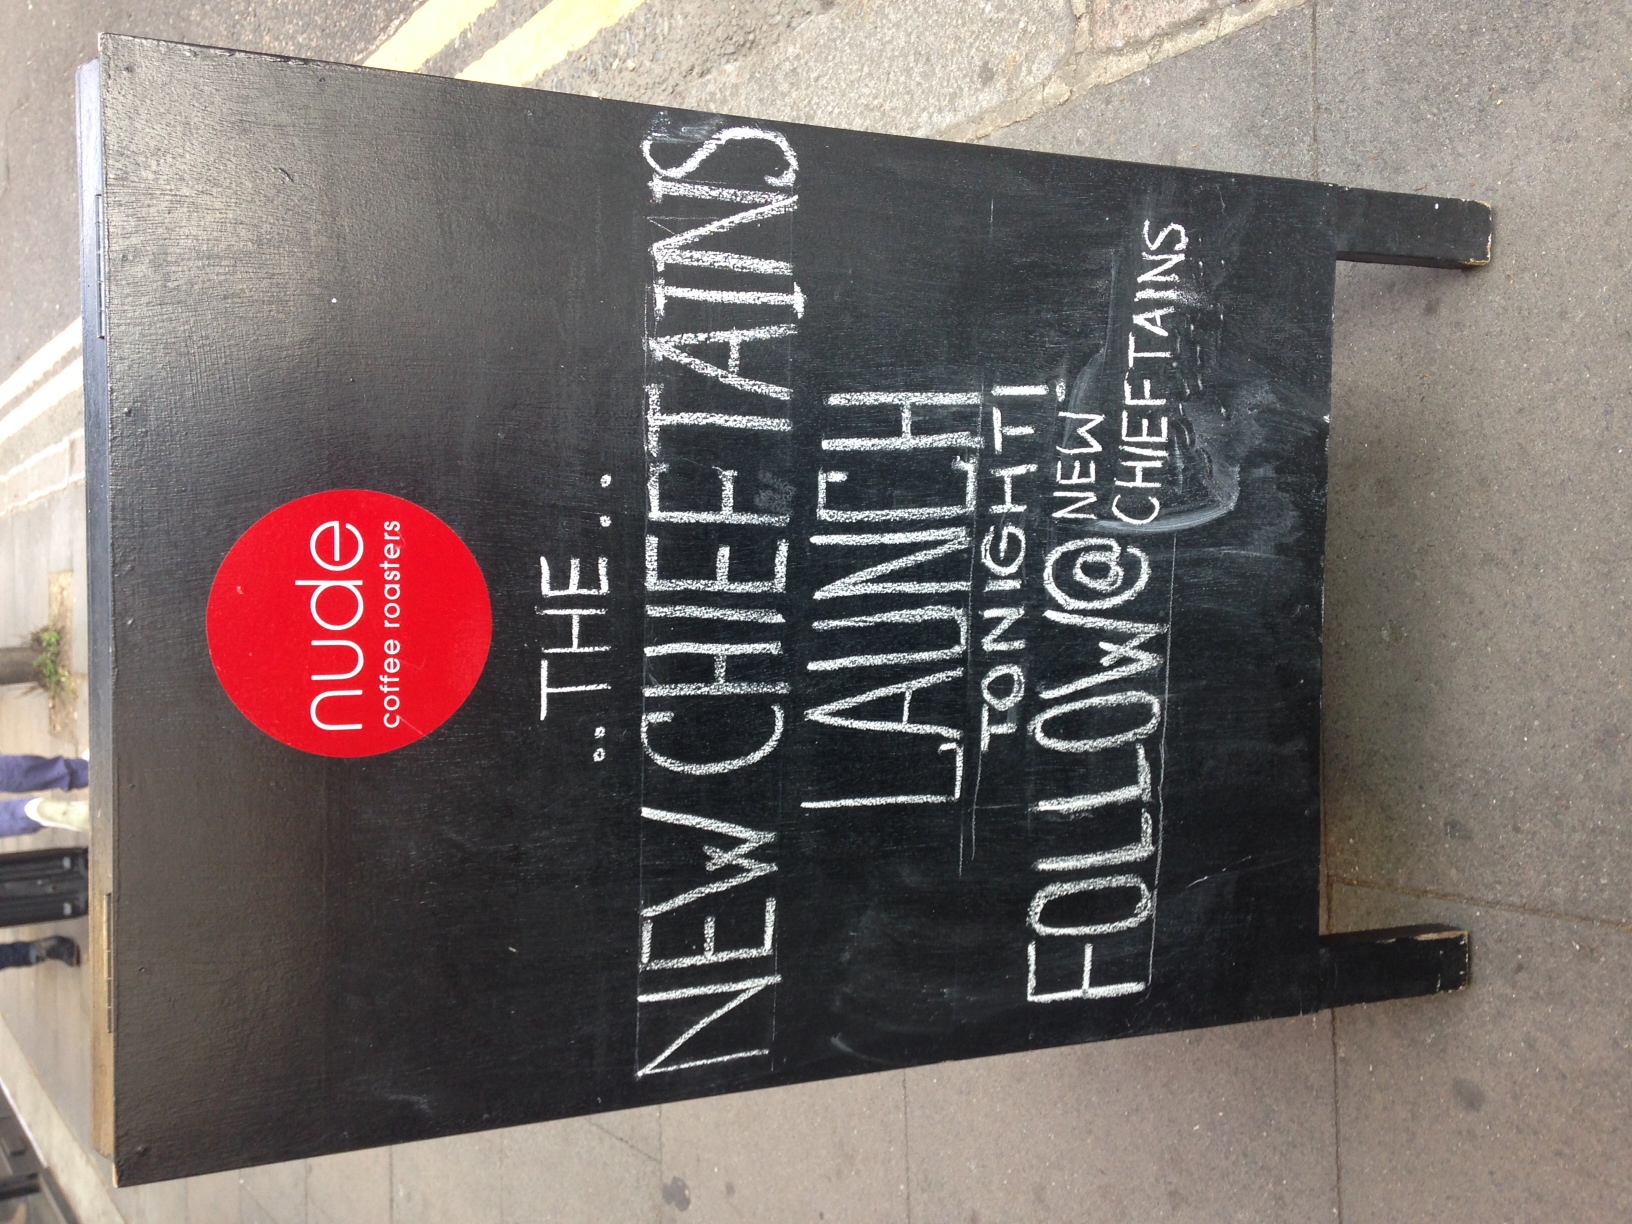 nude
coffee roasters
.. THE ..
NEW CHIEFTAINS
LAUNCH
TONIGHT!
FOLLOW @ NEW
CHIEFTAINS